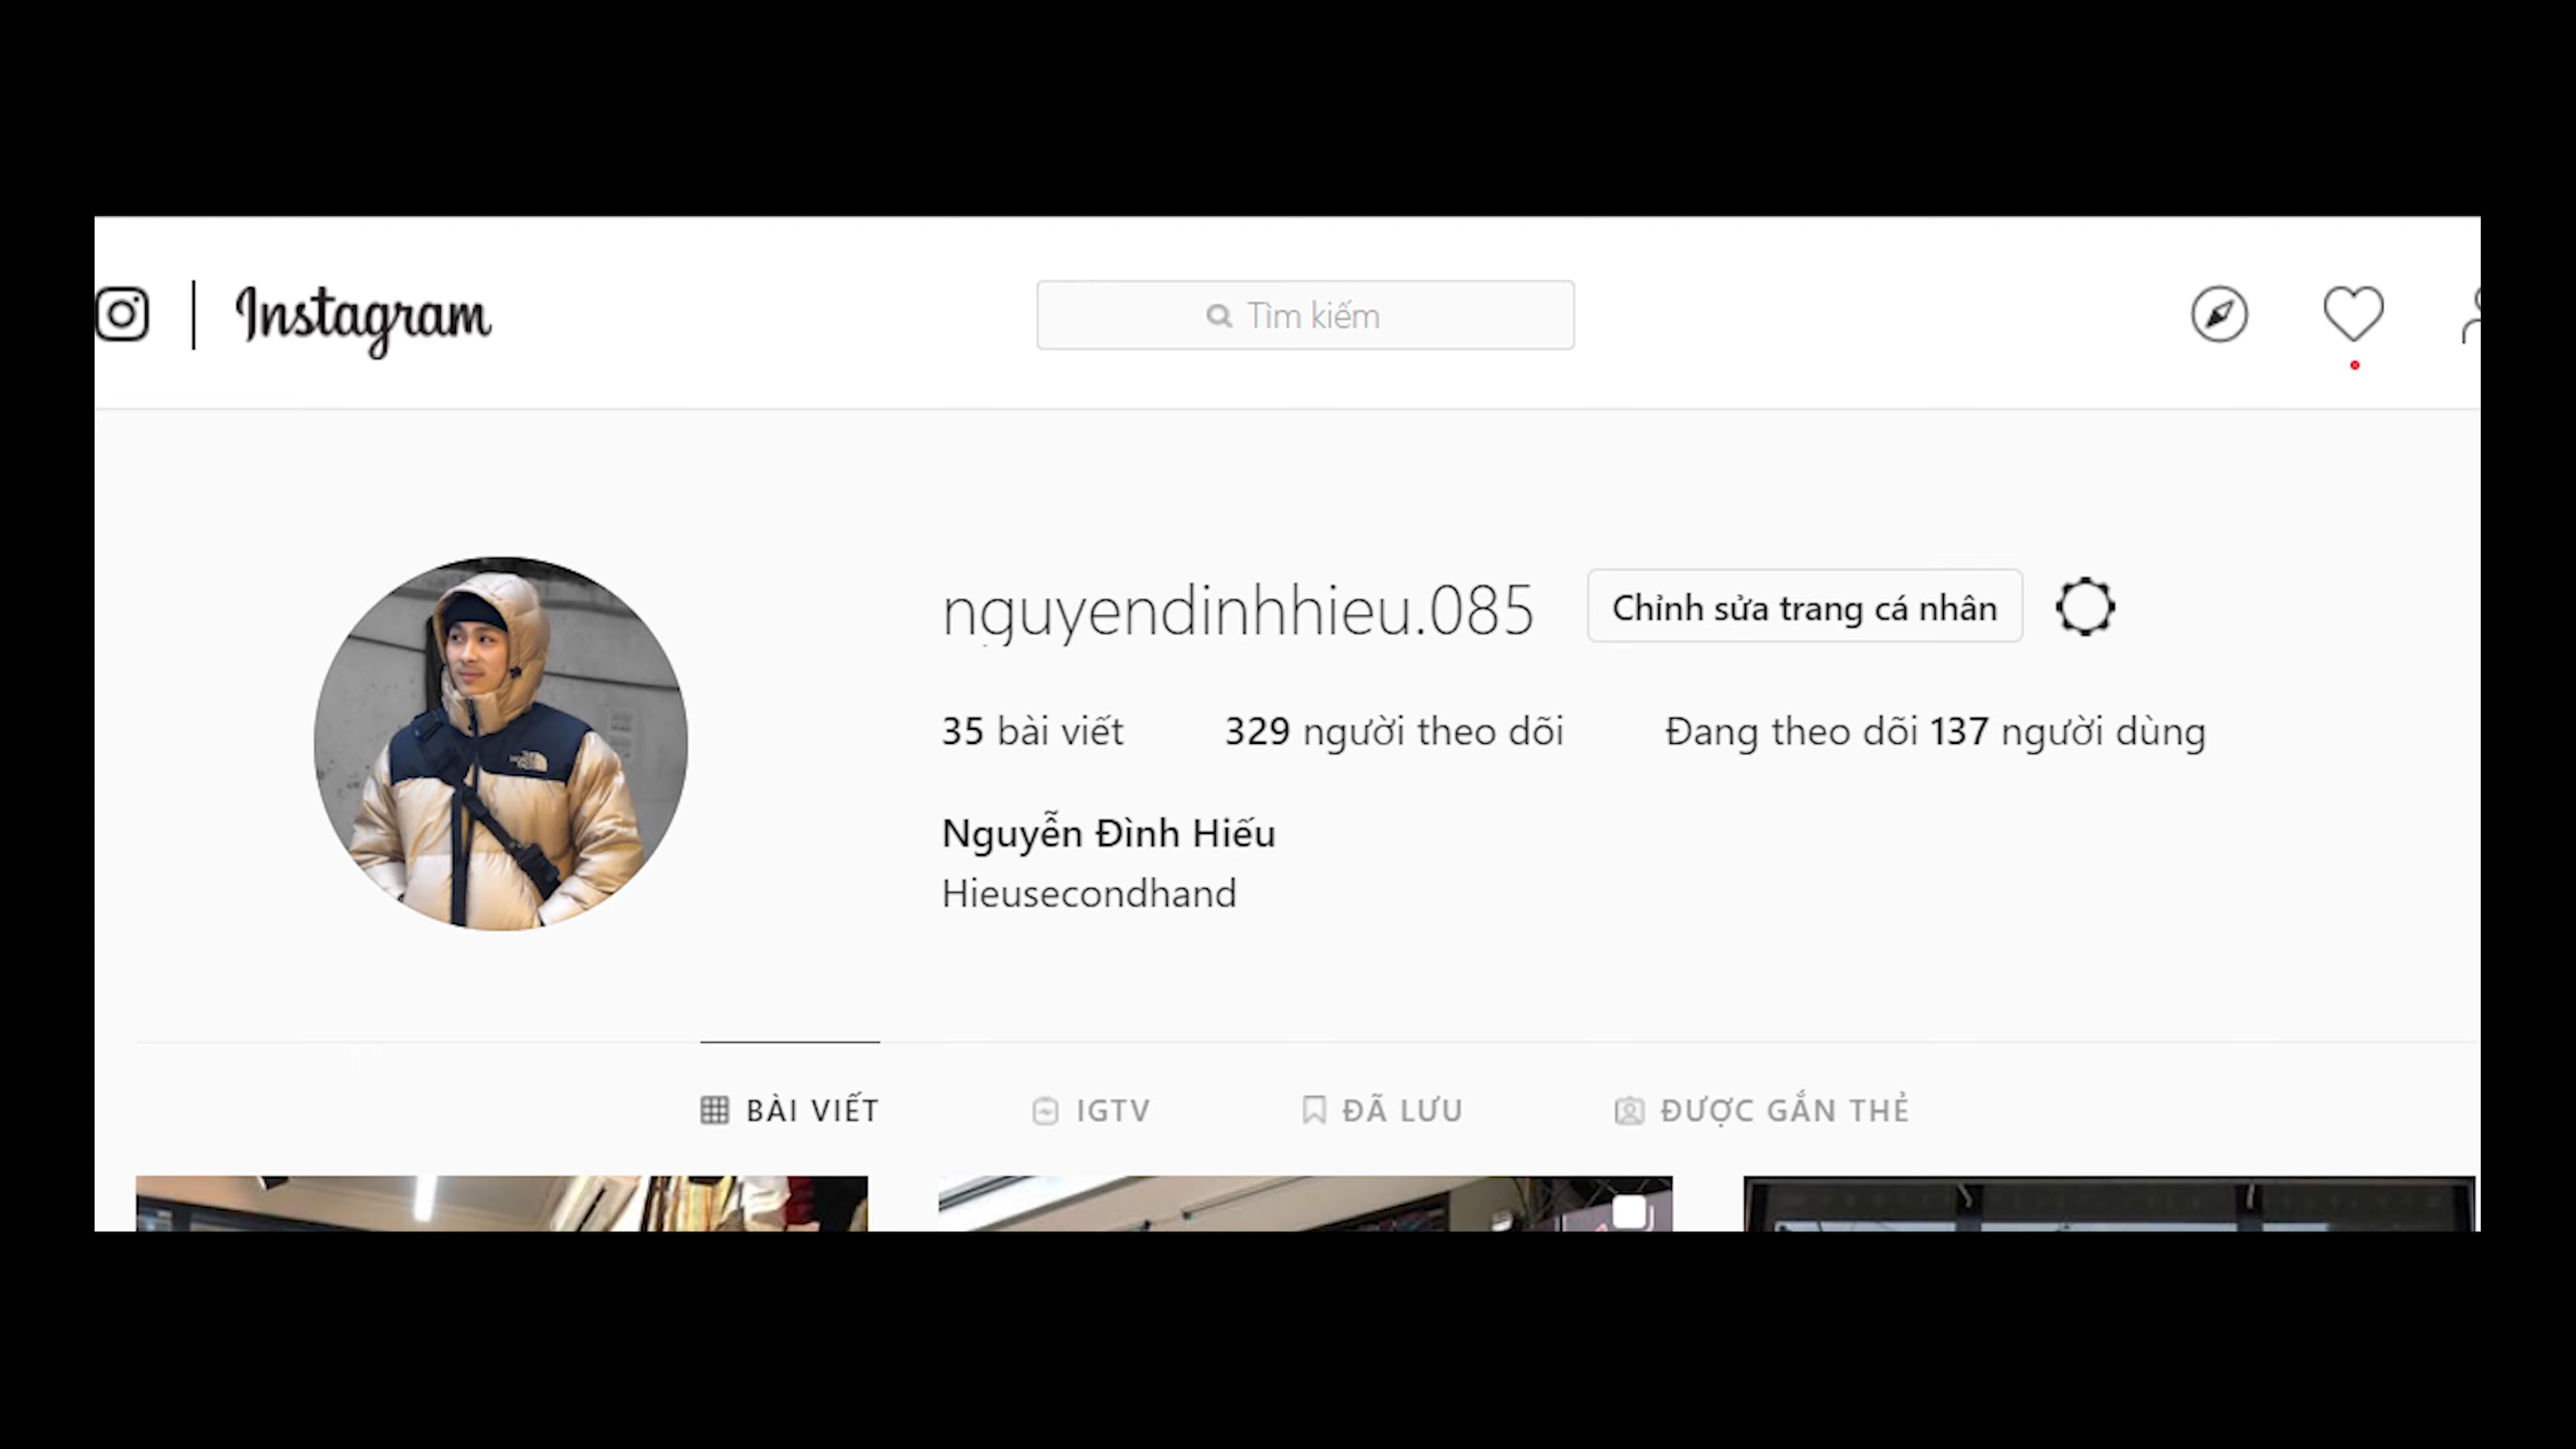 Instagram
Tìm kiếm
nguyendinhhieu.085
Chỉnh sửa trang cá nhân
35 bài viết
329 người theo dõi
Đang theo dõi 137 người dùng
Nguyễn Đình Hiếu
Hieusecondhand
BÀI VIẾT
IGTV
ĐÃ LƯU
ĐƯỢC GẮN THẺ